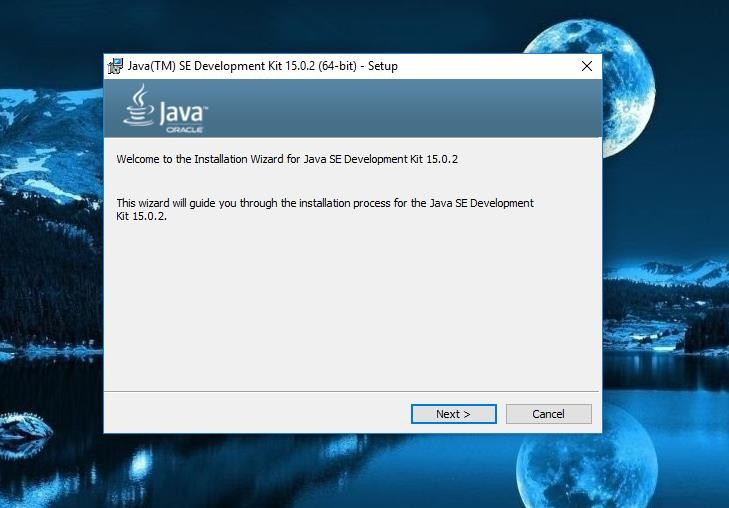 Java(TM) SE Development Kit 15.0.2 (64-bit) - Setup
Java™
ORACLE
Welcome to the Installation Wizard for Java SE Development Kit 15.0.2
This wizard will guide you through the installation process for the Java SE Development
Kit 15.0.2.
Next >
Cancel